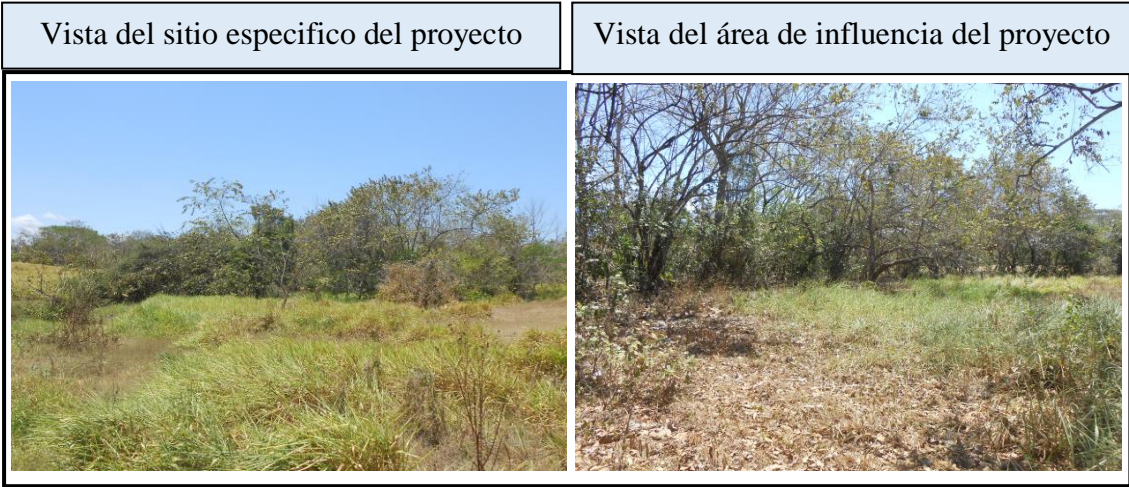 Vista del sitio especifico del proyecto
Vista del área de influencia del proyecto